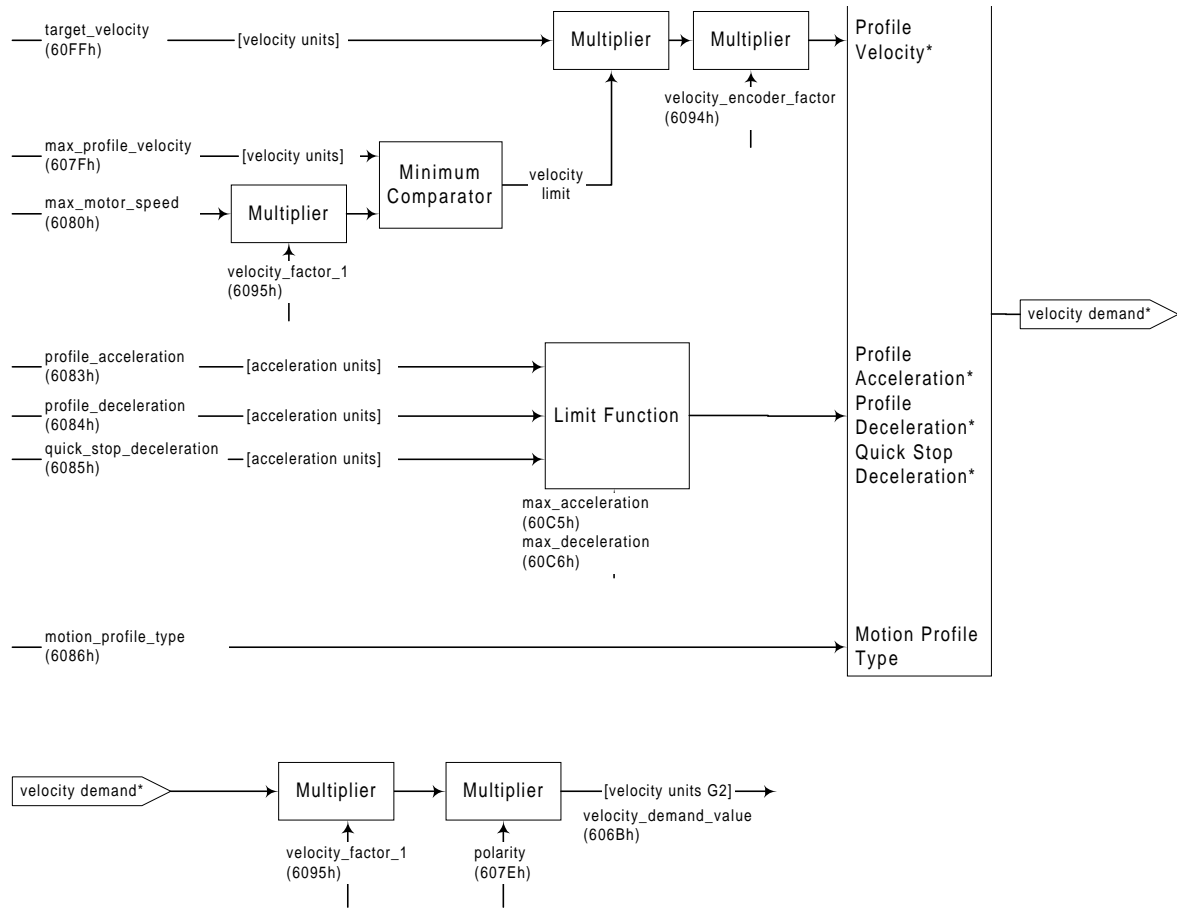 target_velocity
(60FFh)
[velocity units]
Multiplier
Multiplier
Profile
Velocity*
velocity_encoder_factor
(6094h)
max_profile_velocity
(607Fh)
[velocity units]
Minimum
Comparator
velocity
limit
max_motor_speed
(6080h)
Multiplier
velocity_factor_1
(6095h)
velocity demand*
profile_acceleration
(6083h)
[acceleration units]
profile_deceleration
(6084h)
[acceleration units]
quick_stop_deceleration
(6085h)
[acceleration units]
Limit Function
max_acceleration
(60C5h)
max_deceleration
(60C6h)
Profile
Acceleration*
Profile
Deceleration*
Quick Stop
Deceleration*
motion_profile_type
(6086h)
Motion Profile
Type
velocity demand*
Multiplier
Multiplier
[velocity units G2]
velocity_demand_value
(606Bh)
velocity_factor_1
(6095h)
polarity
(607Eh)